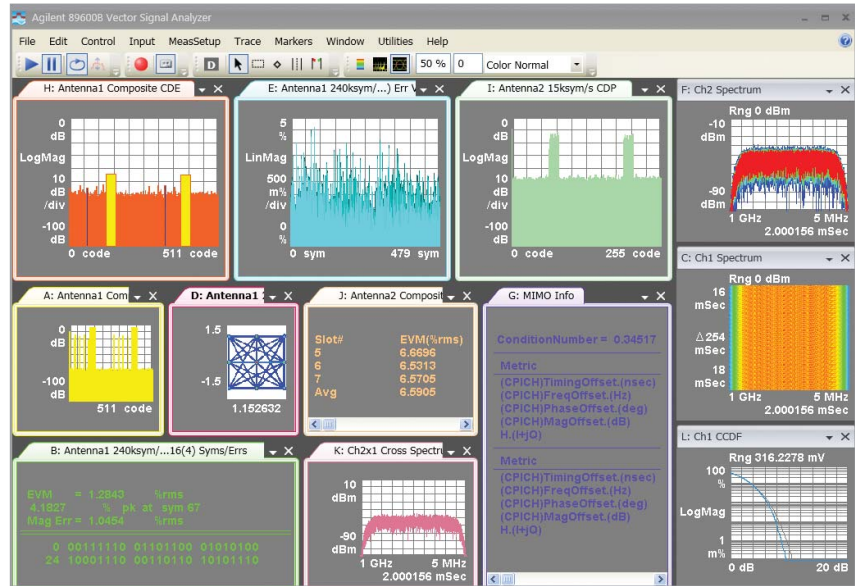 Agilent 89600B Vector Signal Analyzer
File Edit Control Input MeasSetup Trace Markers Window Utilities Help
D
50 % 0 Color Normal
H: Antenna1 Composite CDE
0
dB
LogMag
10
dB
/div
-100
dB
0 code 511 code
E: Antenna1 240ksym/...) Err V
5
%
LinMag
500
m%
/div
0
%
0 sym 479 sym
I: Antenna2 15ksym/s CDP
0
dB
LogMag
10
dB
/div
-100
dB
0 code 255 code
F: Ch2 Spectrum
Rng 0 dBm
-10
dBm
-90
dBm
1 GHz 5 MHz
2.000156 mSec
A: Antenna1 Com
0
dB
-100
dB
511 code
D: Antenna1
1.5
-1.5
1.152632
J: Antenna2 Composit
Slot# EVM(%rms)
5 6.6696
6 6.5313
7 6.5705
Avg 6.5905
G: MIMO Info
ConditionNumber = 0.34517
Metric
(CPICH)TimingOffset.(nsec)
(CPICH)FreqOffset.(Hz)
(CPICH)PhaseOffset.(deg)
(CPICH)MagOffset.(dB)
H.(I+jQ)
Metric
(CPICH)TimingOffset.(nsec)
(CPICH)FreqOffset.(Hz)
(CPICH)PhaseOffset.(deg)
(CPICH)MagOffset.(dB)
H.(I+jQ)
C: Ch1 Spectrum
Rng 0 dBm
16
mSec
Δ254
mSec
18
mSec
1 GHz 5 MHz
2.000156 mSec
B: Antenna1 240ksym/...16(4) Syms/Errs
EVM = 1.2843 %rms
4.1827 % pk at sym 67
Mag Err = 1.0454 %rms
0 00111110 01101100 01010100
24 10001110 00110110 10101110
K: Ch2x1 Cross Spectru
10
dBm
-90
dBm
1 GHz 5 MHz
2.000156 mSec
L: Ch1 CCDF
Rng 316.2278 mV
100
%
LogMag
1
m%
0 dB 20 dB